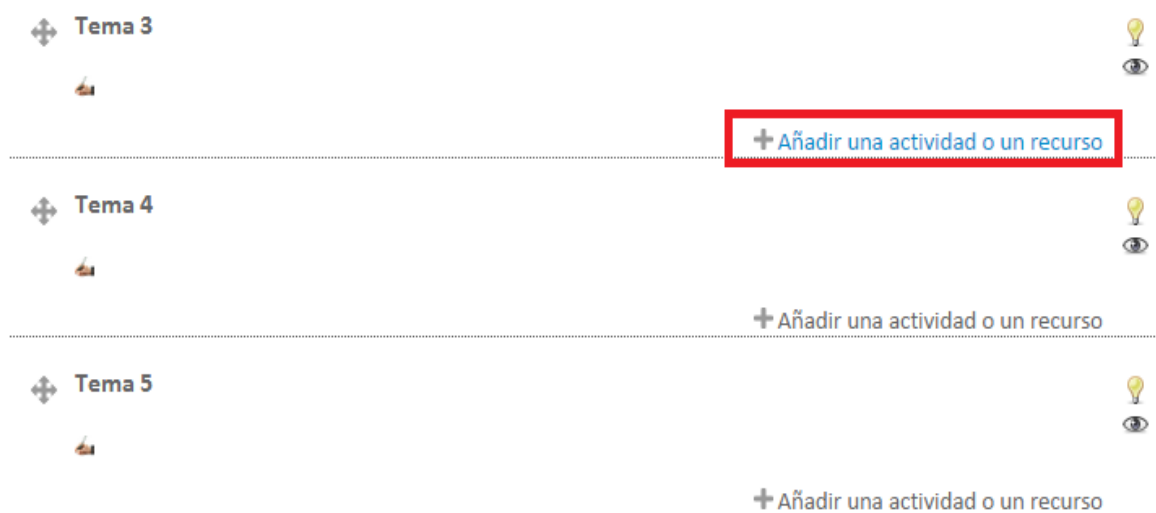 Tema 3
Añadir una actividad o un recurso
Tema 4
Añadir una actividad o un recurso
Tema 5
Añadir una actividad o un recurso